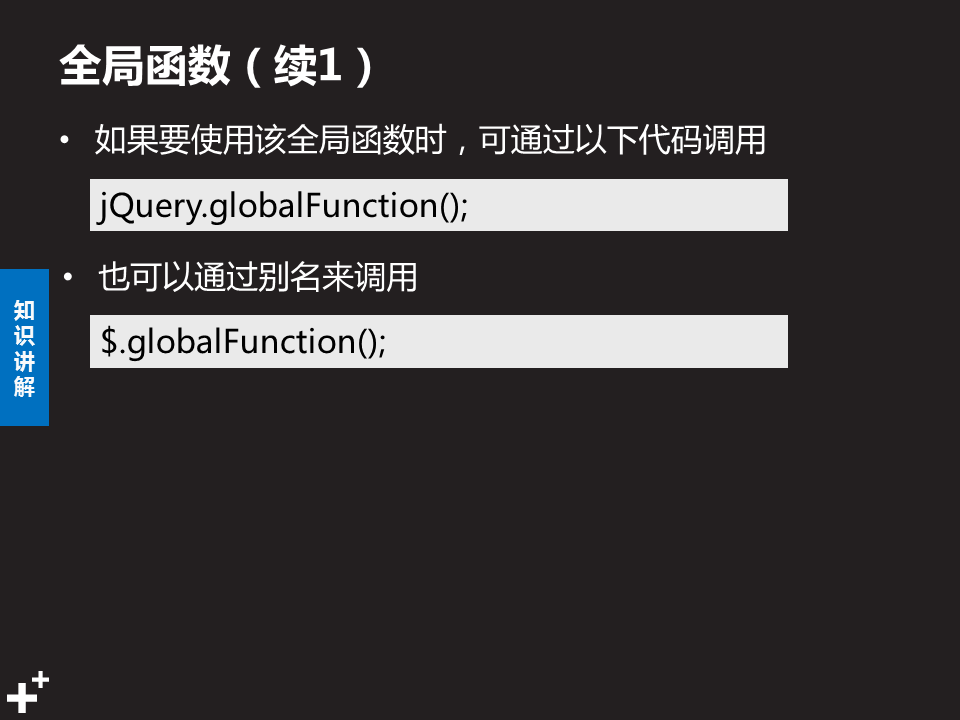 全局函数（续1）
• 如果要使用该全局函数时，可通过以下代码调用
jQuery.globalFunction();
• 也可以通过别名来调用
$.globalFunction();
知识讲解